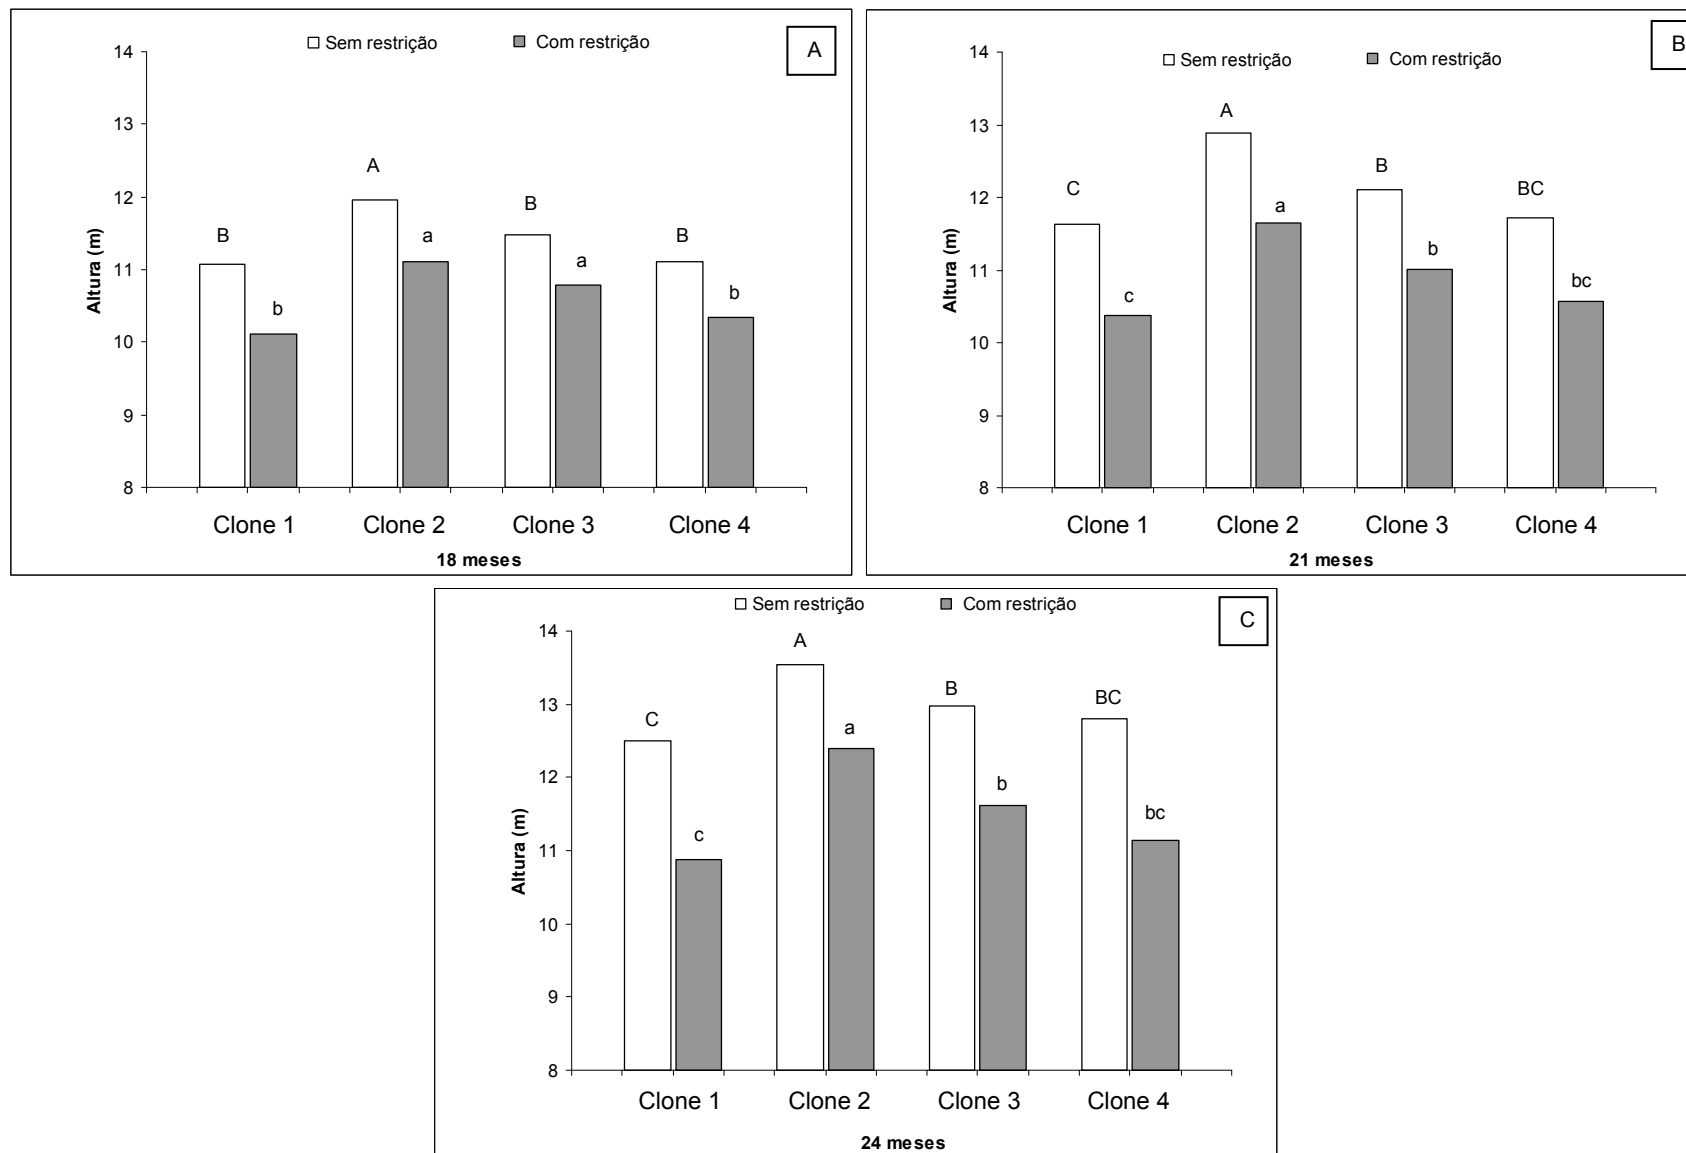 Sem restrição Com restrição
A
14
13
12
11
10
9
8
Altura (m)
B b A a B a B b
Clone 1 Clone 2 Clone 3 Clone 4
18 meses
Sem restrição Com restrição
B
14
13
12
11
10
9
8
C c A a B b BC bc
Clone 1 Clone 2 Clone 3 Clone 4
21 meses
Altura (m)
Sem restrição Com restrição
C
14
13
12
11
10
9
8
Altura (m)
C c A a B b BC bc
Clone 1 Clone 2 Clone 3 Clone 4
24 meses